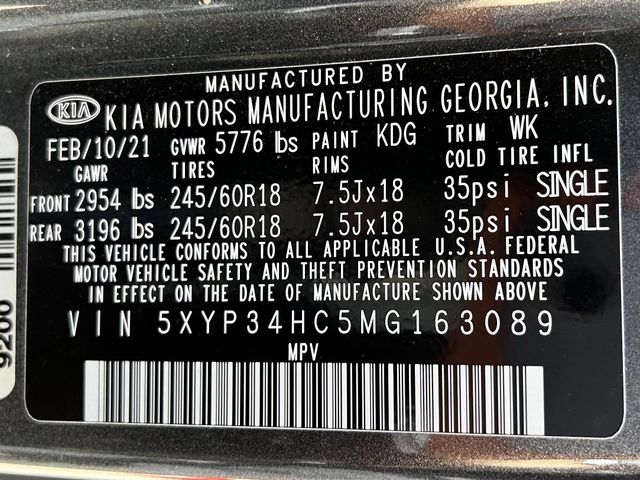 MANUFACTURED BY
KIA KIA MOTORS MANUFACTURING GEORGIA, INC.
FEB/10/21 GVWR 5776 lbs PAINT KDG TRIM WK
GAWR TIRES RIMS COLD TIRE INFL
FRONT 2954 lbs 245/60R18 7.5Jx18 35psi SINGLE
REAR 3196 lbs 245/60R18 7.5Jx18 35psi SINGLE
THIS VEHICLE CONFORMS TO ALL APPLICABLE U.S.A. FEDERAL
MOTOR VEHICLE SAFETY AND THEFT PREVENTION STANDARDS
IN EFFECT ON THE DATE OF MANUFACTURE SHOWN ABOVE
VIN 5XYP34HC5MG163089
MPV